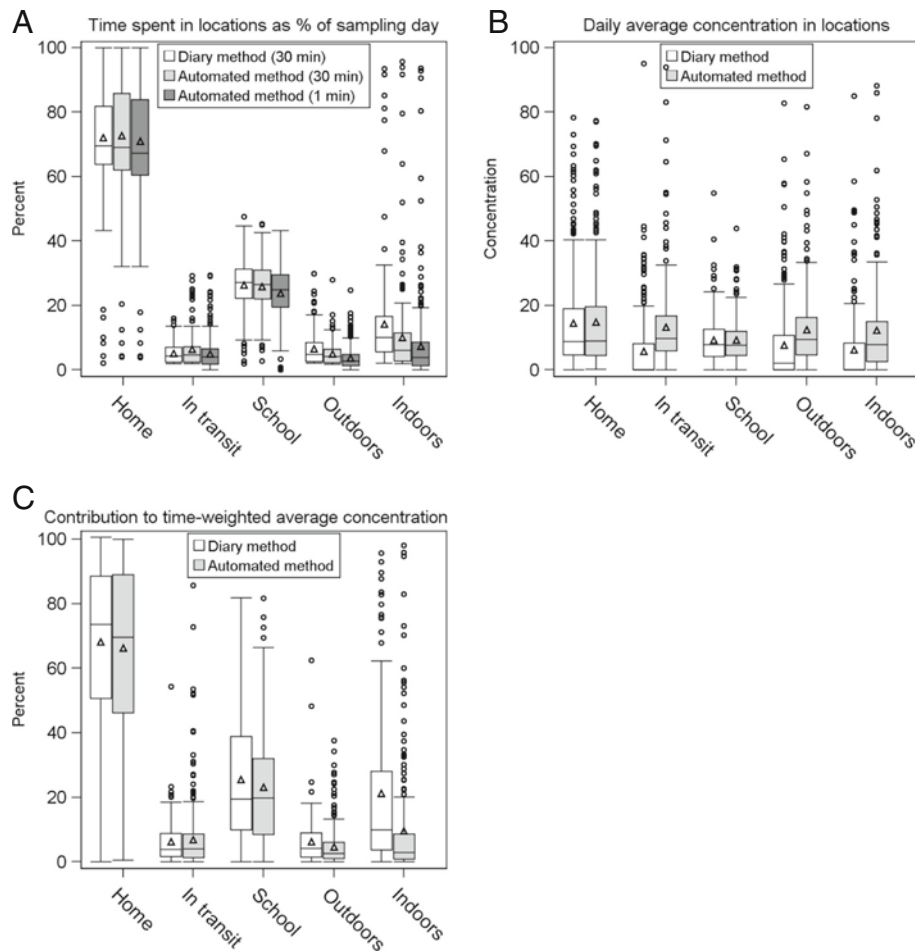 A
Time spent in locations as % of sampling day
Diary method (30 min)
Automated method (30 min)
Automated method (1 min)
Percent
100
80
60
40
20
0
Home
In transit
School
Outdoors
Indoors
B
Daily average concentration in locations
Diary method
Automated method
Concentration
100
80
60
40
20
0
Home
In transit
School
Outdoors
Indoors
C
Contribution to time-weighted average concentration
Diary method
Automated method
Percent
100
80
60
40
20
0
Home
In transit
School
Outdoors
Indoors